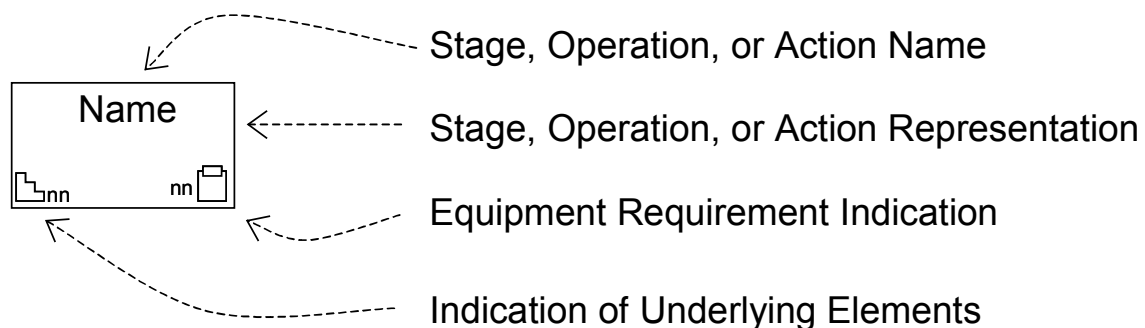 Stage, Operation, or Action Name
Name
Stage, Operation, or Action Representation
nn
nn
Equipment Requirement Indication
Indication of Underlying Elements